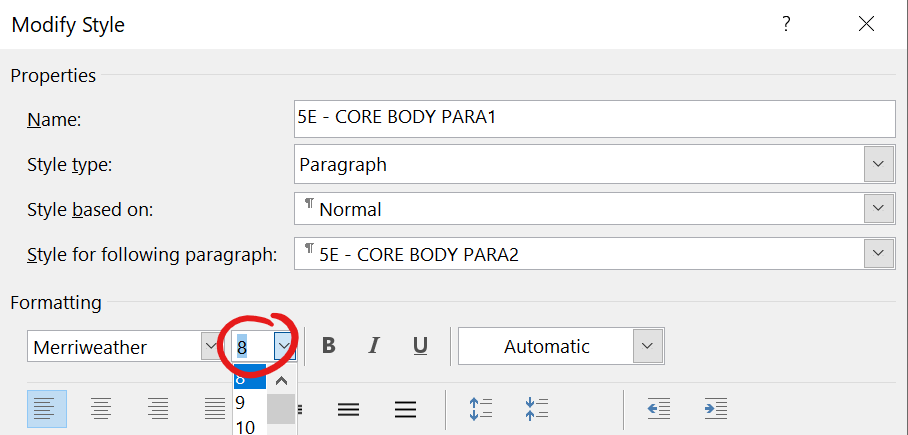 Modify Style ?
Properties
Name: 5E - CORE BODY PARA1
Style type: Paragraph
Style based on: ¶ Normal
Style for following paragraph: ¶ 5E - CORE BODY PARA2
Formatting
Merriweather 8 B I U Automatic
8
9
10